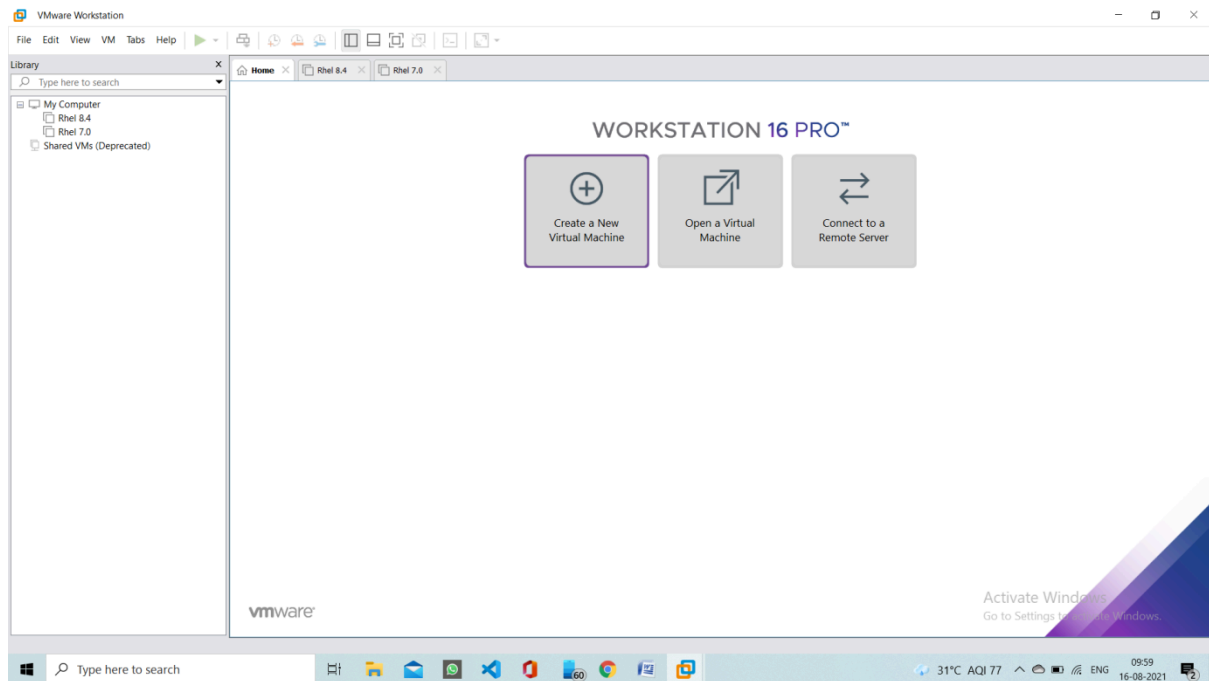 VMware Workstation
File Edit View VM Tabs Help
Library
Type here to search
My Computer
Rhel 8.4
Rhel 7.0
Shared VMs (Deprecated)
Home
Rhel 8.4
Rhel 7.0
WORKSTATION 16 PRO™
Create a New
Virtual Machine
Open a Virtual
Machine
Connect to a
Remote Server
vmware
Activate Windows
Go to Settings to Windows.
Type here to search
60
31°C AQI 77
ENG
09:59
16-08-2021
2